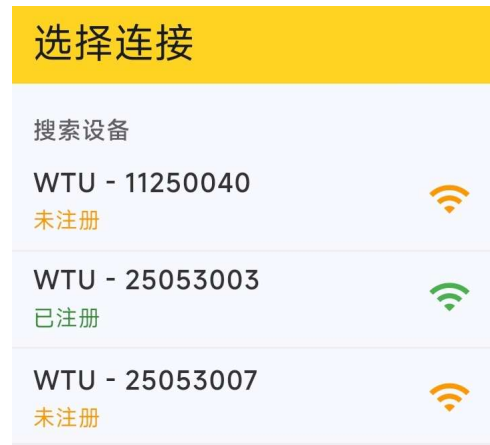 选择连接
搜索设备
WTU - 11250040
未注册
WTU - 25053003
已注册
WTU - 25053007
未注册